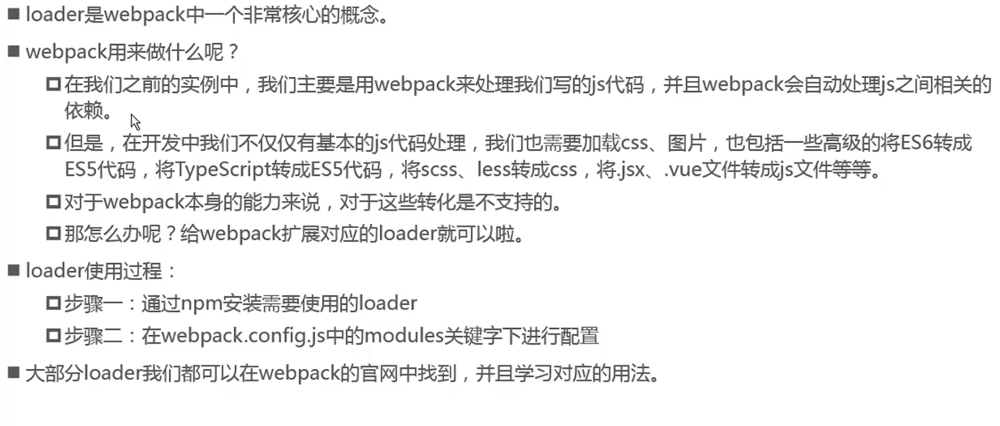 loader是webpack中一个非常核心的概念。
webpack用来做什么呢？
在我们之前的实例中，我们主要是用webpack来处理我们写的js代码，并且webpack会自动处理js之间相关的
依赖。
但是，在开发中我们不仅仅有基本的js代码处理，我们也需要加载css、图片，也包括一些高级的将ES6转成
ES5代码，将TypeScript转成ES5代码，将scss、less转成css，将.jsx、.vue文件转成js文件等等。
对于webpack本身的能力来说，对于这些转化是不支持的。
那怎么办呢？给webpack扩展对应的loader就可以啦。
loader使用过程：
步骤一：通过npm安装需要使用的loader
步骤二：在webpack.config.js中的modules关键字下进行配置
大部分loader我们都可以在webpack的官网中找到，并且学习对应的用法。